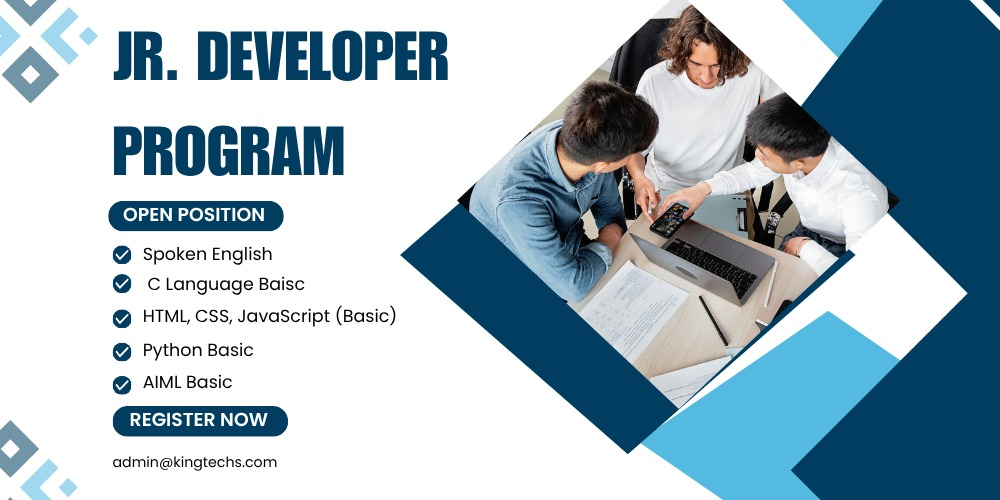 JR. DEVELOPER
PROGRAM
OPEN POSITION
Spoken English
C Language Baisc
HTML, CSS, JavaScript (Basic)
Python Basic
AIML Basic
REGISTER NOW
admin@kingtechs.com